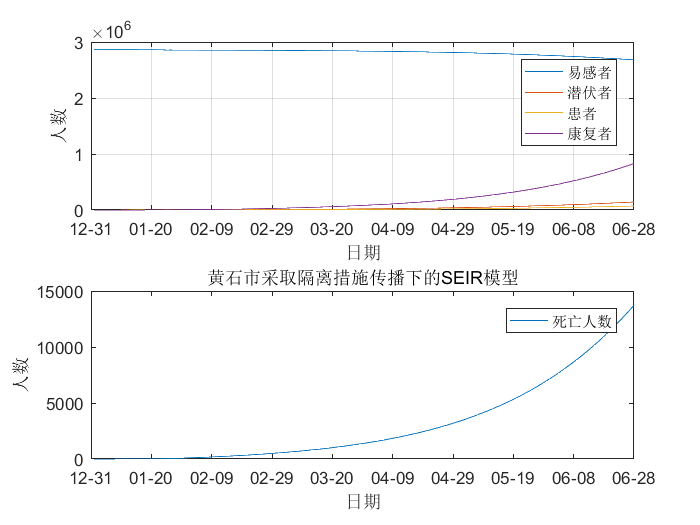 ×10^6
3
2
1
0
人数
易感者
潜伏者
患者
康复者
12-31 01-20 02-09 02-29 03-20 04-09 04-29 05-19 06-08 06-28
日期
黄石市采取隔离措施传播下的SEIR模型
15000
10000
5000
0
人数
死亡人数
12-31 01-20 02-09 02-29 03-20 04-09 04-29 05-19 06-08 06-28
日期